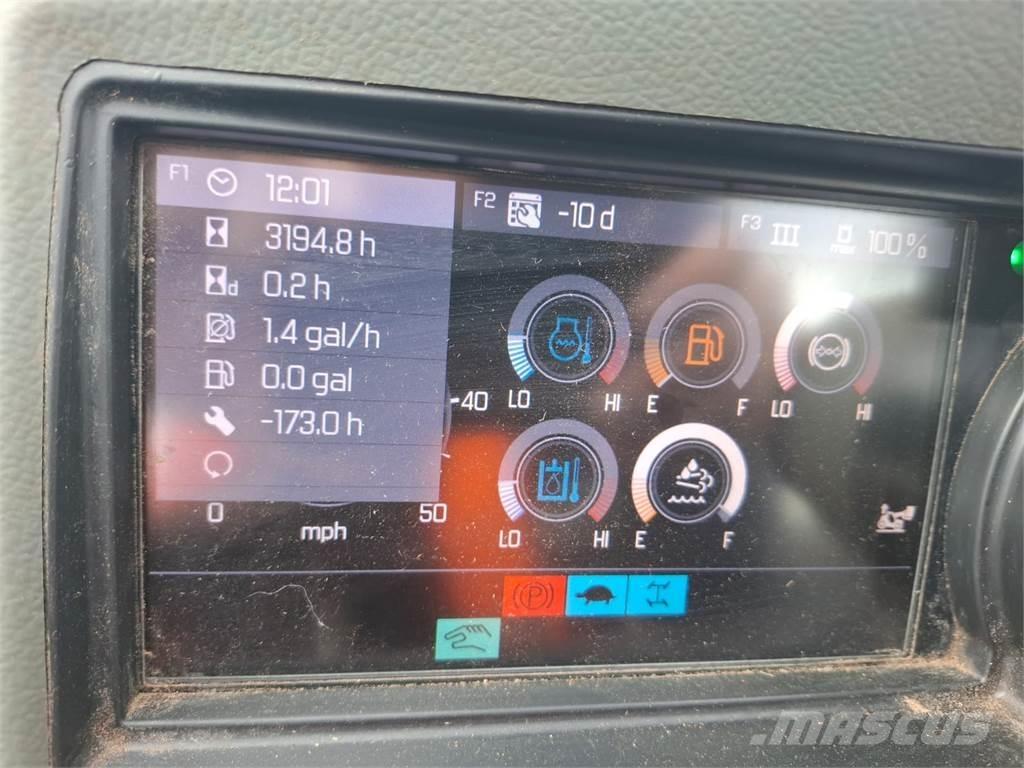 F1 12:01
F2 -10 d
F3 III max 100%
3194.8 h
d 0.2 h
1.4 gal/h
0.0 gal
-173.0 h
40
LO HI E F LO HI
0 50
mph
LO HI E F
P
MASCUS